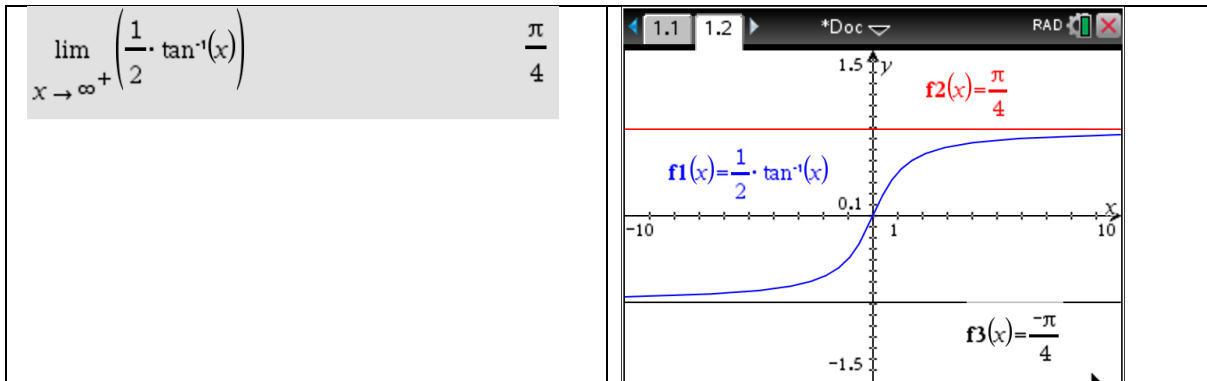 lim x → ∞⁺ (1/2 · tan⁻¹(x)) π/4
1.1 1.2 *Doc RAD
1.5 y
f2(x)=π/4
f1(x)=1/2 · tan⁻¹(x)
0.1 x
-10 1 10
f3(x)=-π/4
-1.5